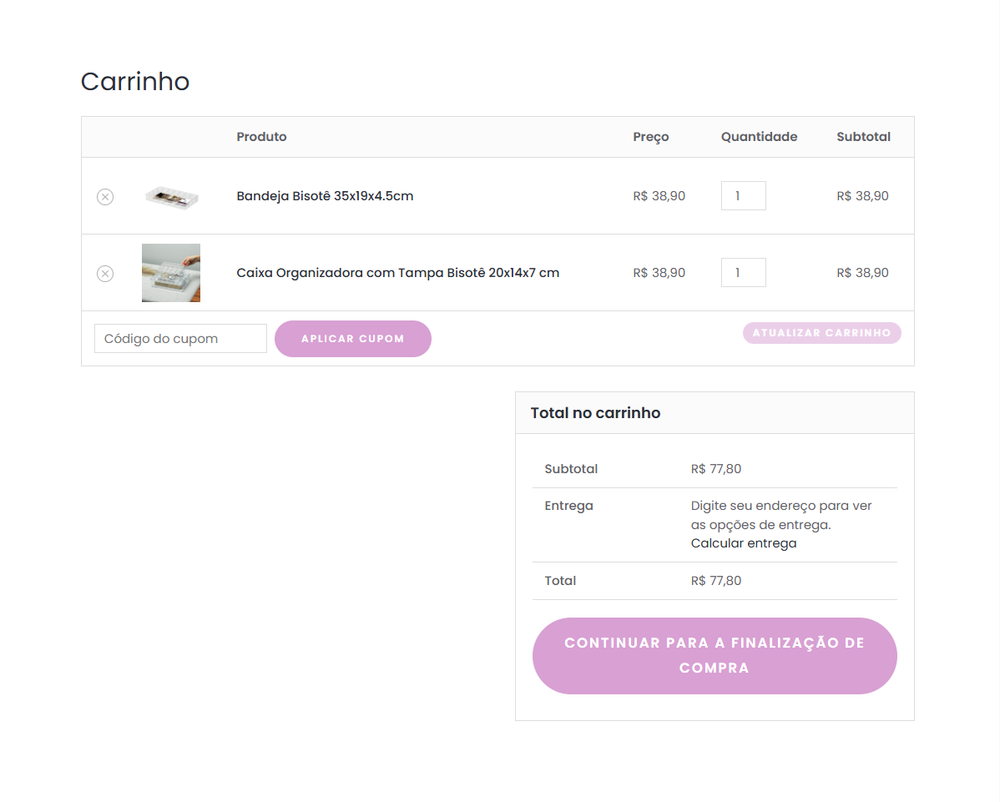 Carrinho
Produto Preço Quantidade Subtotal
Bandeja Bisotê 35x19x4.5cm R$ 38,90 1 R$ 38,90
Caixa Organizadora com Tampa Bisotê 20x14x7 cm R$ 38,90 1 R$ 38,90
Código do cupom APLICAR CUPOM ATUALIZAR CARRINHO
Total no carrinho
Subtotal R$ 77,80
Entrega Digite seu endereço para ver
as opções de entrega.
Calcular entrega
Total R$ 77,80
CONTINUAR PARA A FINALIZAÇÃO DE
COMPRA